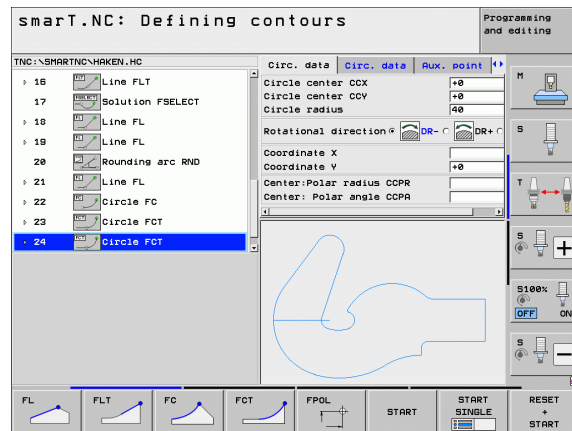 smarT.NC: Defining contours
Programming
and editing
TNC:\SMARTNC\HAKEN.HC
16 Line FLT
17 Solution FSELECT
18 Line FL
19 Line FL
20 Rounding arc RND
21 Line FL
22 Circle FC
23 Circle FCT
24 Circle FCT
Circ. data Circ. data Aux. point
Circle center CCX +0
Circle center CCY +0
Circle radius 40
Rotational direction DR- DR+
Coordinate X
Coordinate Y +0
Center:Polar radius CCPR
Center: Polar angle CCPA
M
S
T
S
S100%
OFF ON
S
FL
FLT
FC
FCT
FPOL
START
START
SINGLE
RESET
+
START